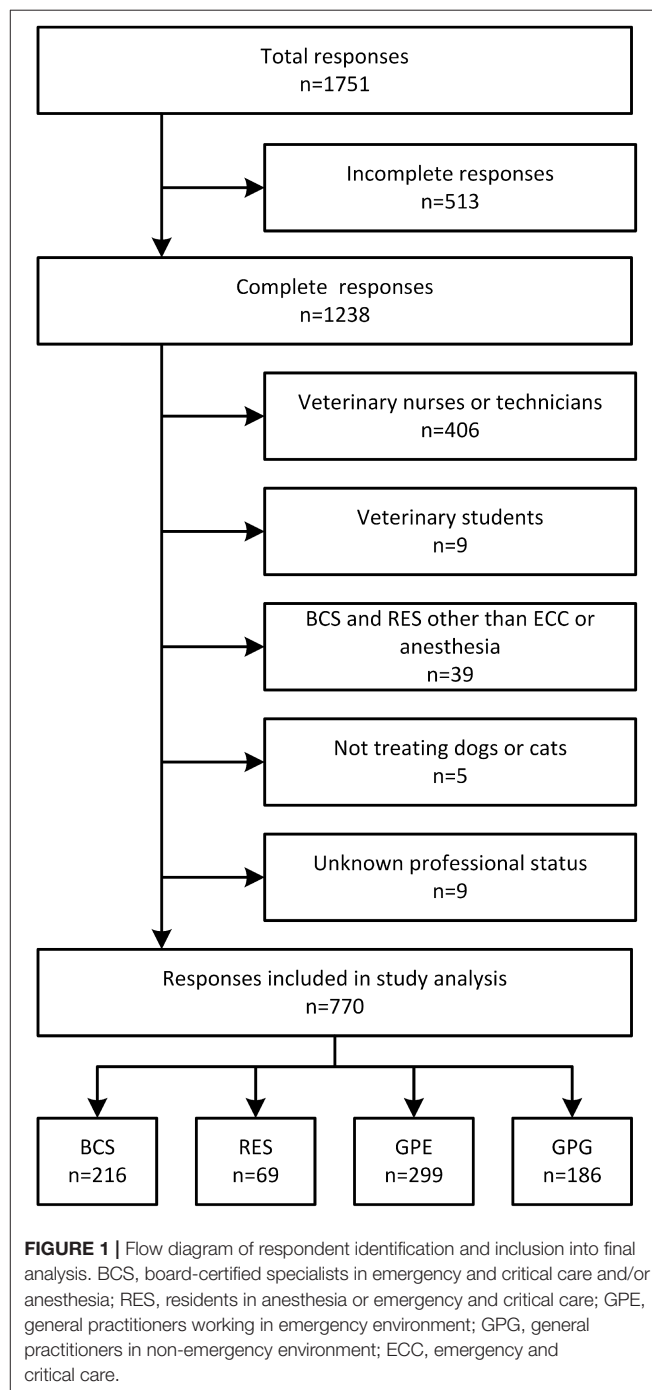 Total responses
n=1751
Incomplete responses
n=513
Complete  responses
n=1238
Veterinary nurses or technicians
n=406
Veterinary students
n=9
BCS and RES other than ECC or
anesthesia
n=39
Not treating dogs or cats
n=5
Unknown professional status
n=9
Responses included in study analysis
n=770
BCS
n=216
RES
n=69
GPE
n=299
GPG
n=186
FIGURE 1 | Flow diagram of respondent identification and inclusion into final
analysis. BCS, board-certified specialists in emergency and critical care and/or
anesthesia; RES, residents in anesthesia or emergency and critical care; GPE,
general practitioners working in emergency environment; GPG, general
practitioners in non-emergency environment; ECC, emergency and
critical care.